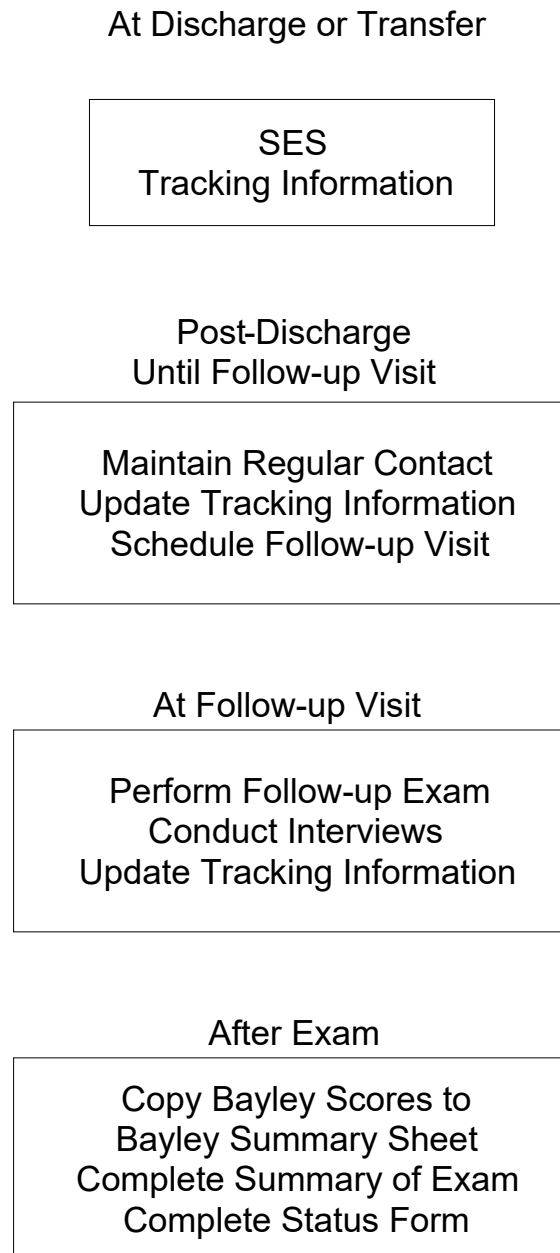 At Discharge or Transfer
SES
Tracking Information
Post-Discharge
Until Follow-up Visit
Maintain Regular Contact
Update Tracking Information
Schedule Follow-up Visit
At Follow-up Visit
Perform Follow-up Exam
Conduct Interviews
Update Tracking Information
After Exam
Copy Bayley Scores to
Bayley Summary Sheet
Complete Summary of Exam
Complete Status Form